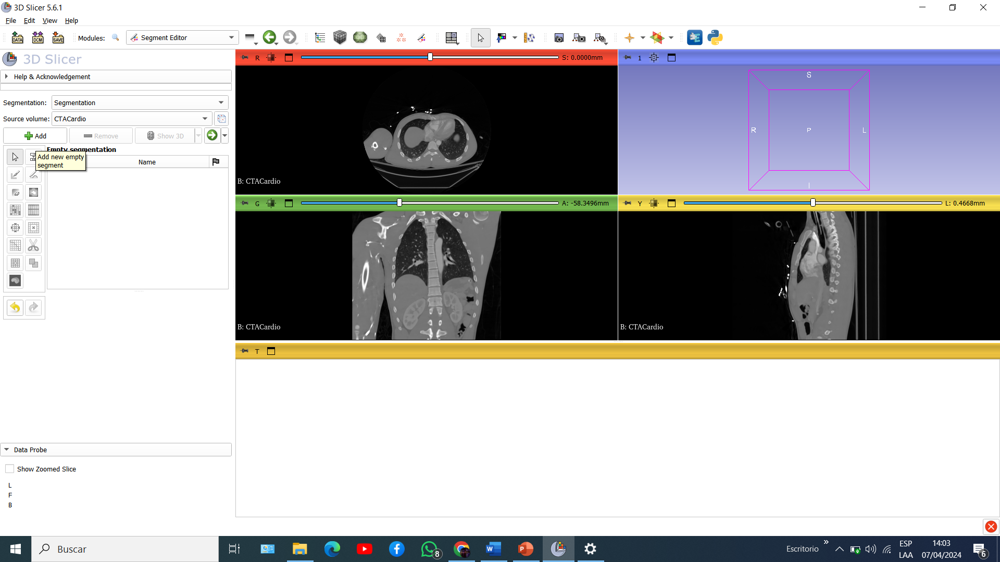 3D Slicer 5.6.1
File Edit View Help
DATA DCM SAVE Modules: Segment Editor
3D Slicer
Help & Acknowledgement
Segmentation: Segmentation
Source volume: CTACardio
Add Remove Show 3D
Empty segmentation
Add new empty
segment
Name
R S: 0.0000mm
B: CTACardio
1
S
R P L
I
G A: -58.3496mm
B: CTACardio
Y L: 0.4668mm
B: CTACardio
T
Data Probe
Show Zoomed Slice
L
F
B
Buscar
8
Escritorio
ESP
LAA
14:03
07/04/2024
6